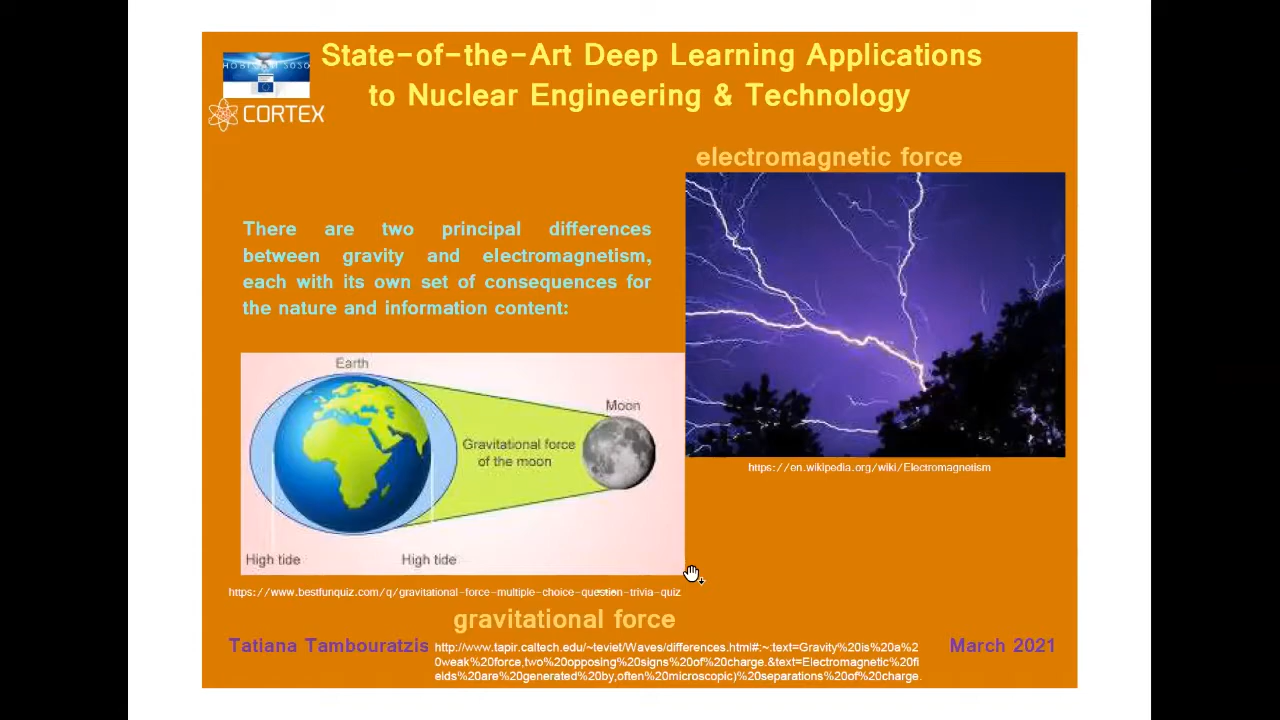 State-of-the-Art Deep Learning Applications
to Nuclear Engineering & Technology
HORIZON 2020
CORTEX
electromagnetic force
There are two principal differences
between gravity and electromagnetism,
each with its own set of consequences for
the nature and information content:
Earth
Moon
Gravitational force
of the moon
High tide
High tide
https://en.wikipedia.org/wiki/Electromagnetism
https://www.bestfunquiz.com/q/gravitational-force-multiple-choice-question-trivia-quiz
gravitational force
Tatiana Tambouratzis
http://www.tapir.caltech.edu/~teviet/Waves/differences.html#:~:text=Gravity%20is%20a%2
0weak%20force,two%20opposing%20signs%20of%20charge.&text=Electromagnetic%20fi
elds%20are%20generated%20by,often%20microscopic)%20separations%20of%20charge.
March 2021